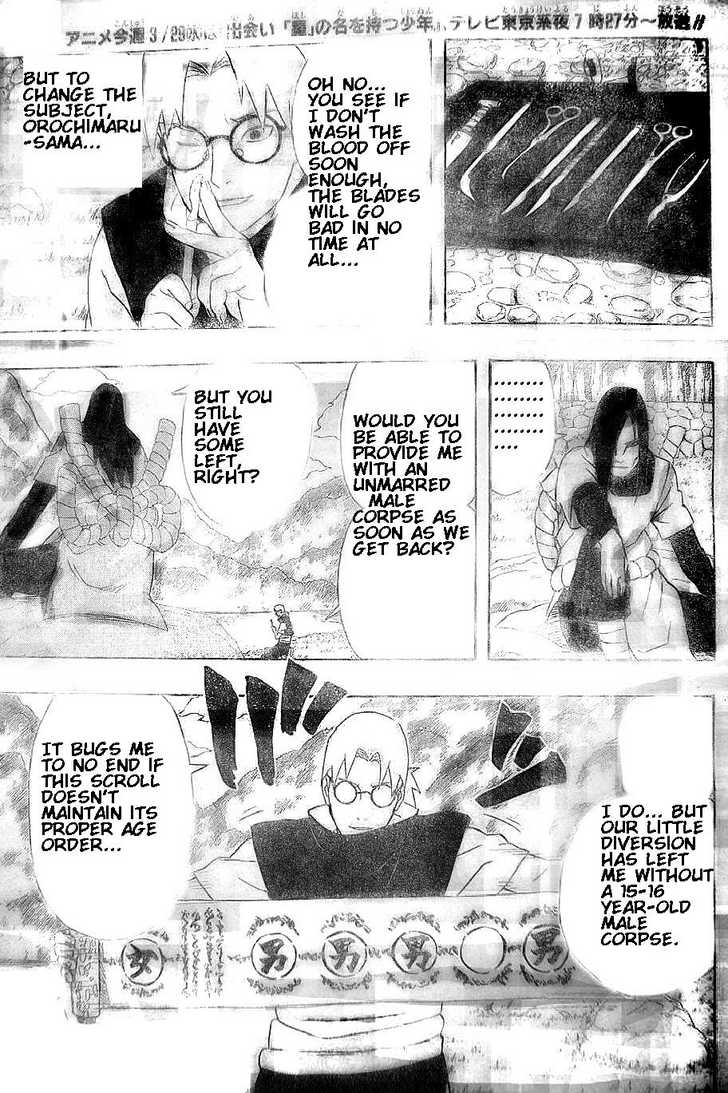 アニメ今週3/29 出会い「霧」の名を持つ少年。テレビ東京系夜7時27分〜放送!!
OH NO...
YOU SEE IF
I DON'T
WASH THE
BLOOD OFF
SOON
ENOUGH,
THE BLADES
WILL GO
BAD IN NO
TIME AT
ALL...
BUT TO
CHANGE THE
SUBJECT,
OROCHIMARU
-SAMA...
..........
..........
..........
..........
....
WOULD YOU
BE ABLE TO
PROVIDE ME
WITH AN
UNMARRED
MALE
CORPSE AS
SOON AS WE
GET BACK?
BUT YOU
STILL
HAVE
SOME
LEFT,
RIGHT?
I DO... BUT
OUR LITTLE
DIVERSION
HAS LEFT
ME WITHOUT
A 15-16
YEAR-OLD
MALE
CORPSE.
IT BUGS ME
TO NO END IF
THIS SCROLL
DOESN'T
MAINTAIN ITS
PROPER AGE
ORDER...
女 男 男 男 男